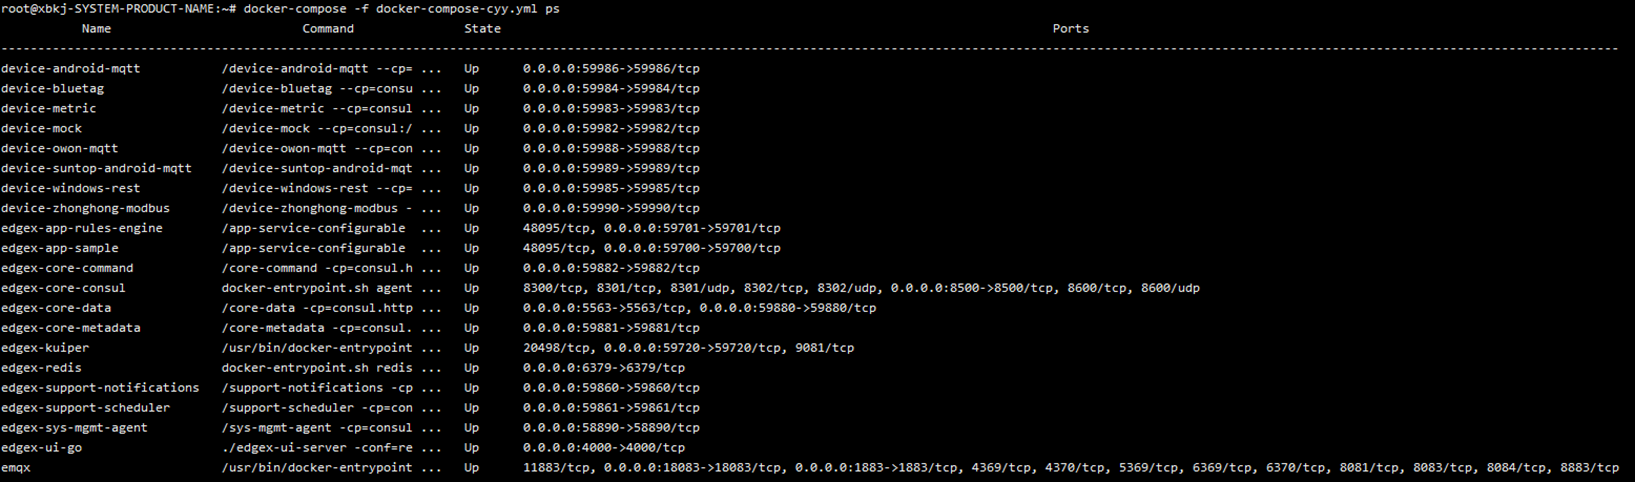 root@xbkj-SYSTEM-PRODUCT-NAME:~# docker-compose -f docker-compose-cyy.yml ps
Name Command State Ports
--------------------------------------------------------------------------------
device-android-mqtt /device-android-mqtt --cp= ... Up 0.0.0.0:59986->59986/tcp
device-bluetag /device-bluetag --cp=consu ... Up 0.0.0.0:59984->59984/tcp
device-metric /device-metric --cp=consul ... Up 0.0.0.0:59983->59983/tcp
device-mock /device-mock --cp=consul:/ ... Up 0.0.0.0:59982->59982/tcp
device-owon-mqtt /device-owon-mqtt --cp=con ... Up 0.0.0.0:59988->59988/tcp
device-suntop-android-mqtt /device-suntop-android-mqt ... Up 0.0.0.0:59989->59989/tcp
device-windows-rest /device-windows-rest --cp= ... Up 0.0.0.0:59985->59985/tcp
device-zhonghong-modbus /device-zhonghong-modbus - ... Up 0.0.0.0:59990->59990/tcp
edgex-app-rules-engine /app-service-configurable ... Up 48095/tcp, 0.0.0.0:59701->59701/tcp
edgex-app-sample /app-service-configurable ... Up 48095/tcp, 0.0.0.0:59700->59700/tcp
edgex-core-command /core-command -cp=consul.h ... Up 0.0.0.0:59882->59882/tcp
edgex-core-consul docker-entrypoint.sh agent ... Up 8300/tcp, 8301/tcp, 8301/udp, 8302/tcp, 8302/udp, 0.0.0.0:8500->8500/tcp, 8600/tcp, 8600/udp
edgex-core-data /core-data -cp=consul.http ... Up 0.0.0.0:5563->5563/tcp, 0.0.0.0:59880->59880/tcp
edgex-core-metadata /core-metadata -cp=consul. ... Up 0.0.0.0:59881->59881/tcp
edgex-kuiper /usr/bin/docker-entrypoint ... Up 20498/tcp, 0.0.0.0:59720->59720/tcp, 9081/tcp
edgex-redis docker-entrypoint.sh redis ... Up 0.0.0.0:6379->6379/tcp
edgex-support-notifications /support-notifications -cp ... Up 0.0.0.0:59860->59860/tcp
edgex-support-scheduler /support-scheduler -cp=con ... Up 0.0.0.0:59861->59861/tcp
edgex-sys-mgmt-agent /sys-mgmt-agent -cp=consul ... Up 0.0.0.0:58890->58890/tcp
edgex-ui-go ./edgex-ui-server -conf=re ... Up 0.0.0.0:4000->4000/tcp
emqx /usr/bin/docker-entrypoint ... Up 11883/tcp, 0.0.0.0:18083->18083/tcp, 0.0.0.0:1883->1883/tcp, 4369/tcp, 4370/tcp, 5369/tcp, 6369/tcp, 6370/tcp, 8081/tcp, 8083/tcp, 8084/tcp, 8883/tcp